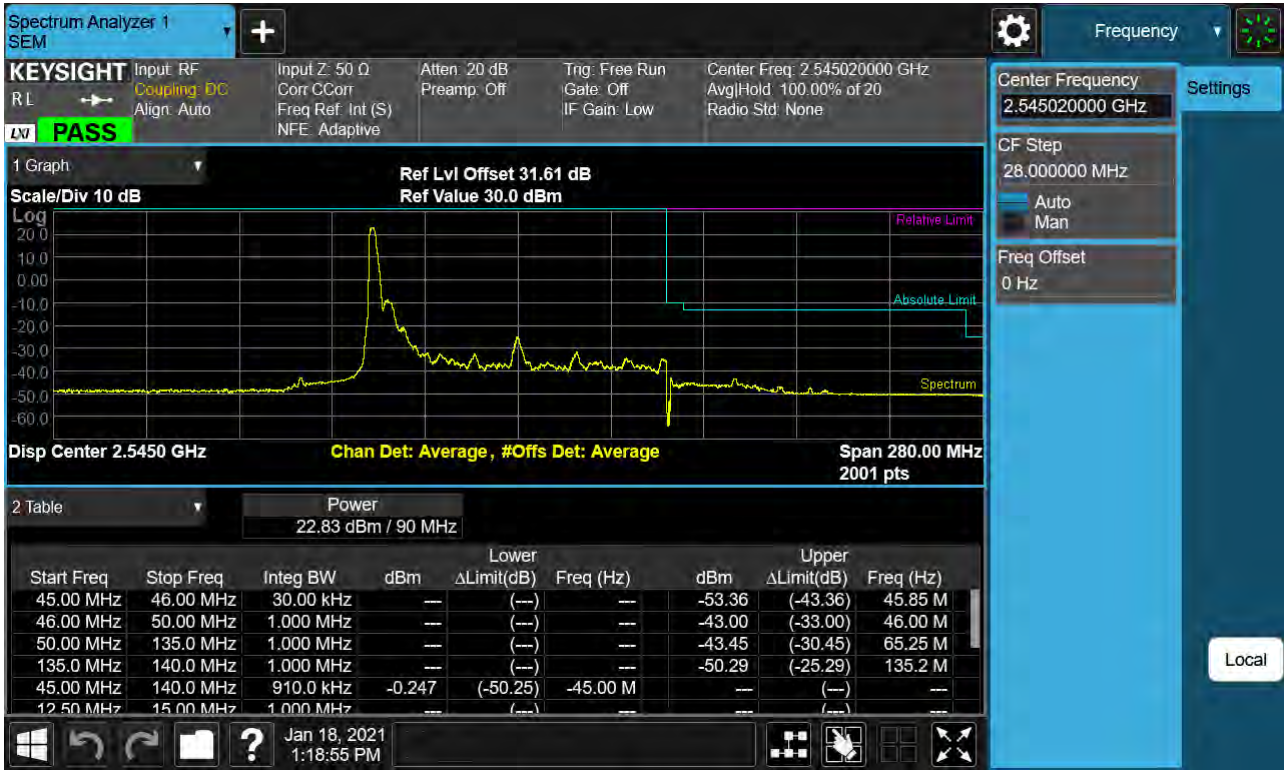 Spectrum Analyzer 1
SEM
Frequency
KEYSIGHT
RL
LXI
PASS
Input: RF
Coupling: DC
Align: Auto
Input Z: 50 Ω
Corr CCorr
Freq Ref: Int (S)
NFE: Adaptive
Atten: 20 dB
Preamp: Off
Trig: Free Run
Gate: Off
IF Gain: Low
Center Freq: 2.545020000 GHz
Avg|Hold: 100.00% of 20
Radio Std: None
Center Frequency
2.545020000 GHz
Settings
CF Step
28.000000 MHz
Auto
Man
Freq Offset
0 Hz
1 Graph
Scale/Div 10 dB
Ref Lvl Offset 31.61 dB
Ref Value 30.0 dBm
Log
20.0
10.0
0.00
-10.0
-20.0
-30.0
-40.0
-50.0
-60.0
Relative Limit
Absolute Limit
Spectrum
Disp Center 2.5450 GHz
Chan Det: Average, #Offs Det: Average
Span 280.00 MHz
2001 pts
2 Table
Power
22.83 dBm / 90 MHz
Lower Upper
Start Freq Stop Freq Integ BW dBm ΔLimit(dB) Freq (Hz) dBm ΔLimit(dB) Freq (Hz)
45.00 MHz 46.00 MHz 30.00 kHz --- (---) --- -53.36 (-43.36) 45.85 M
46.00 MHz 50.00 MHz 1.000 MHz --- (---) --- -43.00 (-33.00) 46.00 M
50.00 MHz 135.0 MHz 1.000 MHz --- (---) --- -43.45 (-30.45) 65.25 M
135.0 MHz 140.0 MHz 1.000 MHz --- (---) --- -50.29 (-25.29) 135.2 M
45.00 MHz 140.0 MHz 910.0 kHz -0.247 (-50.25) -45.00 M --- (---) ---
12.50 MHz 15.00 MHz 1.000 MHz --- (---) --- --- (---) ---
Local
?
Jan 18, 2021
1:18:55 PM